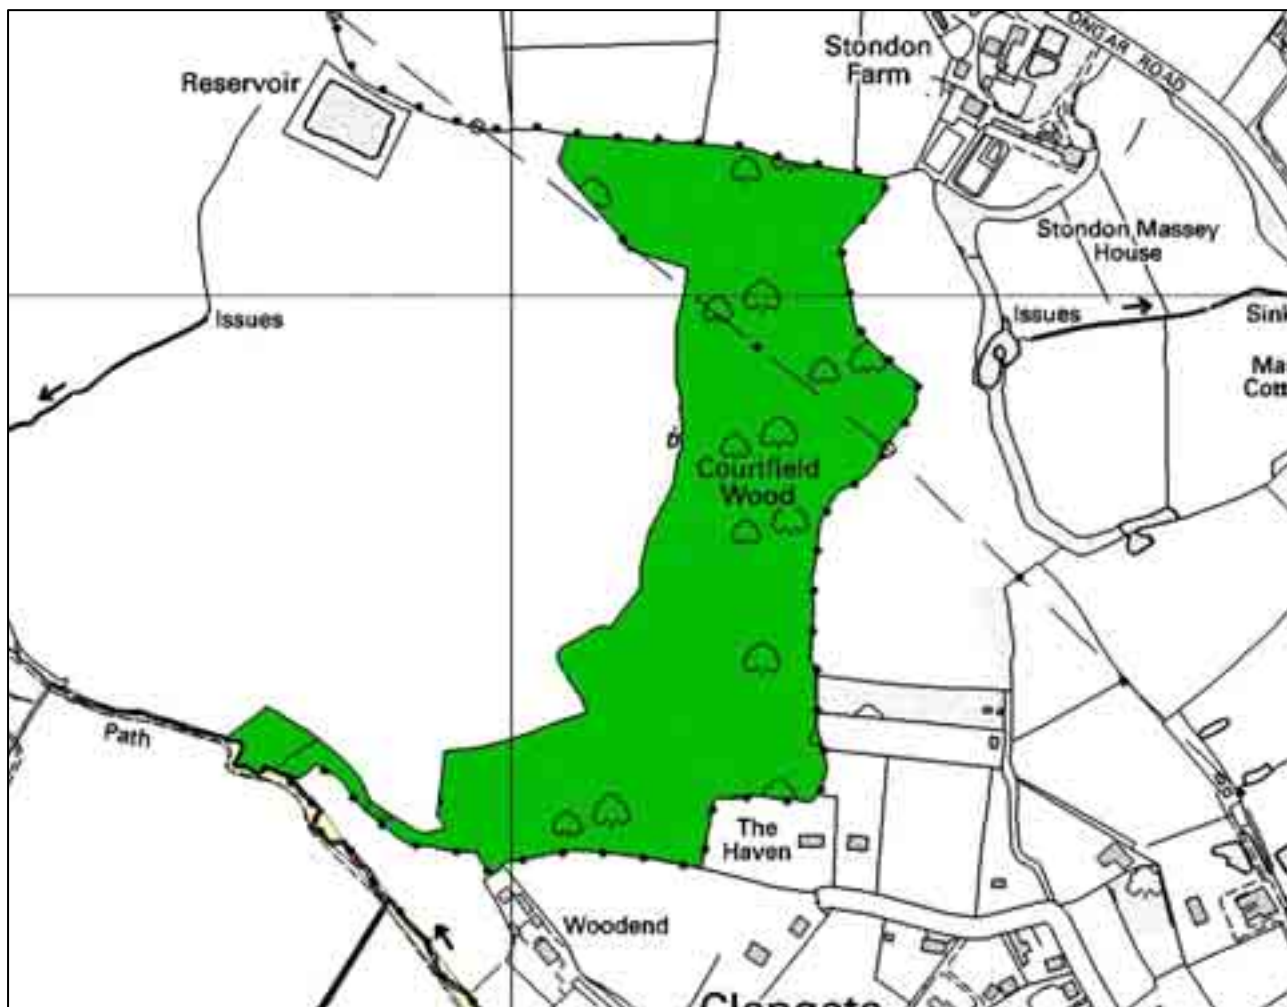 ONGAR ROAD
Stondon
Farm
Reservoir
Stondon Massey
House
Issues
Issues
Courtfield
Wood
Path
The
Haven
Woodend